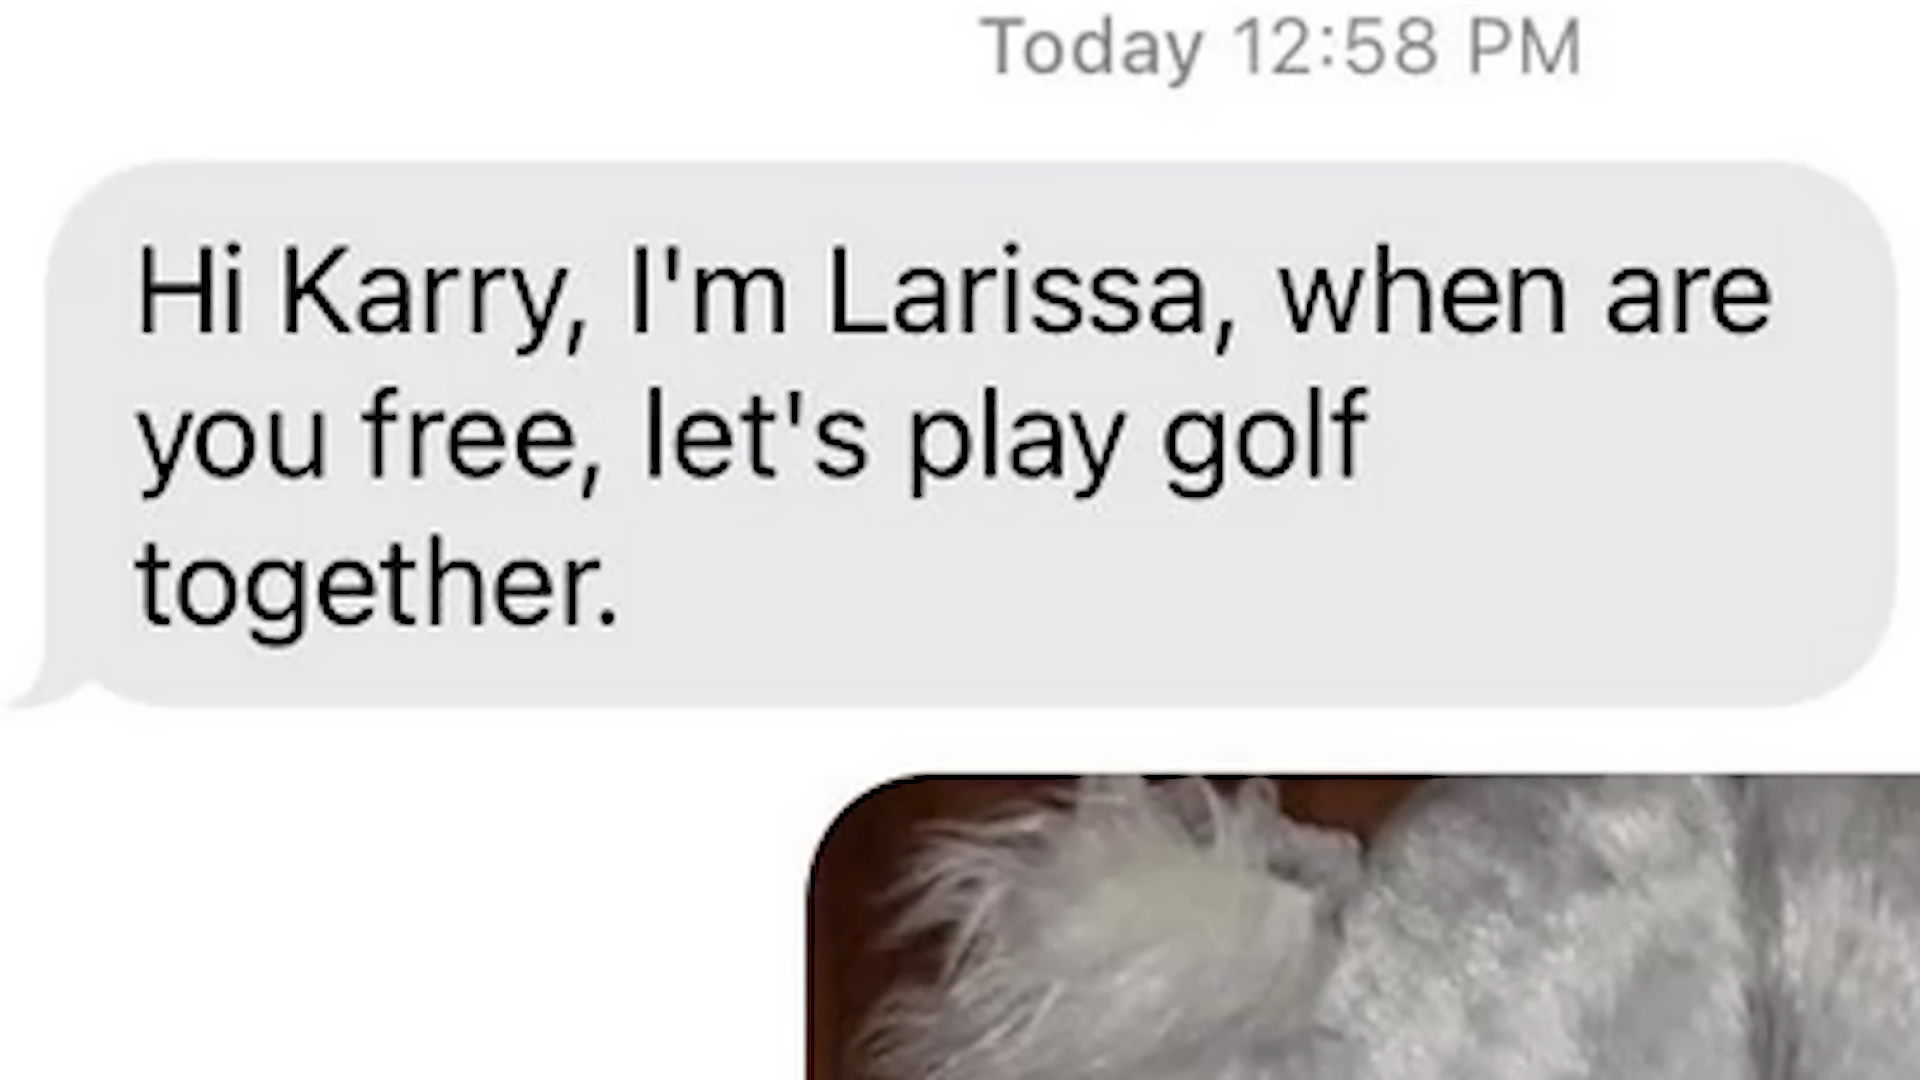 Today 12:58 PM
Hi Karry, I'm Larissa, when are
you free, let's play golf
together.